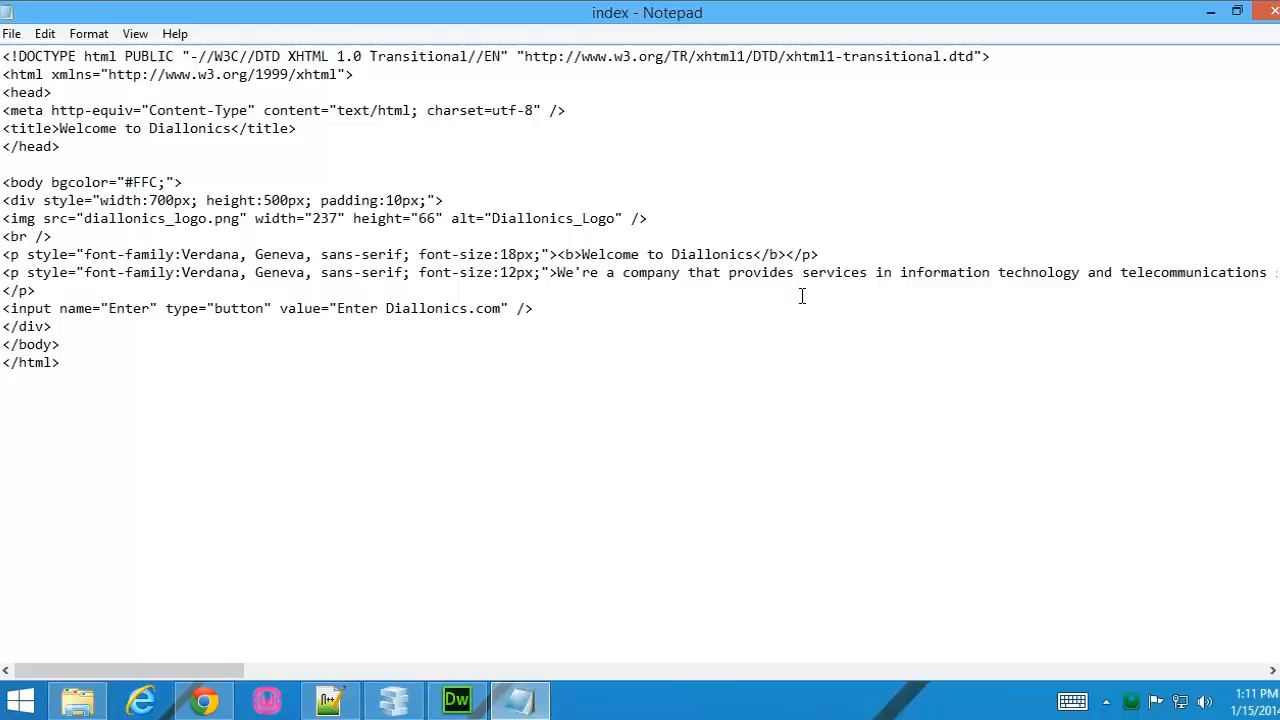 index - Notepad
File Edit Format View Help
<!DOCTYPE html PUBLIC "-//W3C//DTD XHTML 1.0 Transitional//EN" "http://www.w3.org/TR/xhtml1/DTD/xhtml1-transitional.dtd">
<html xmlns="http://www.w3.org/1999/xhtml">
<head>
<meta http-equiv="Content-Type" content="text/html; charset=utf-8" />
<title>Welcome to Diallonics</title>
</head>
<body bgcolor="#FFC;">
<div style="width:700px; height:500px; padding:10px;">
<img src="diallonics_logo.png" width="237" height="66" alt="Diallonics_Logo" />
<br />
<p style="font-family:Verdana, Geneva, sans-serif; font-size:18px;"><b>Welcome to Diallonics</b></p>
<p style="font-family:Verdana, Geneva, sans-serif; font-size:12px;">We're a company that provides services in information technology and telecommunications
</p>
<input name="Enter" type="button" value="Enter Diallonics.com" />
</div>
</body>
</html>
Dw
1:11 PM
1/15/2014